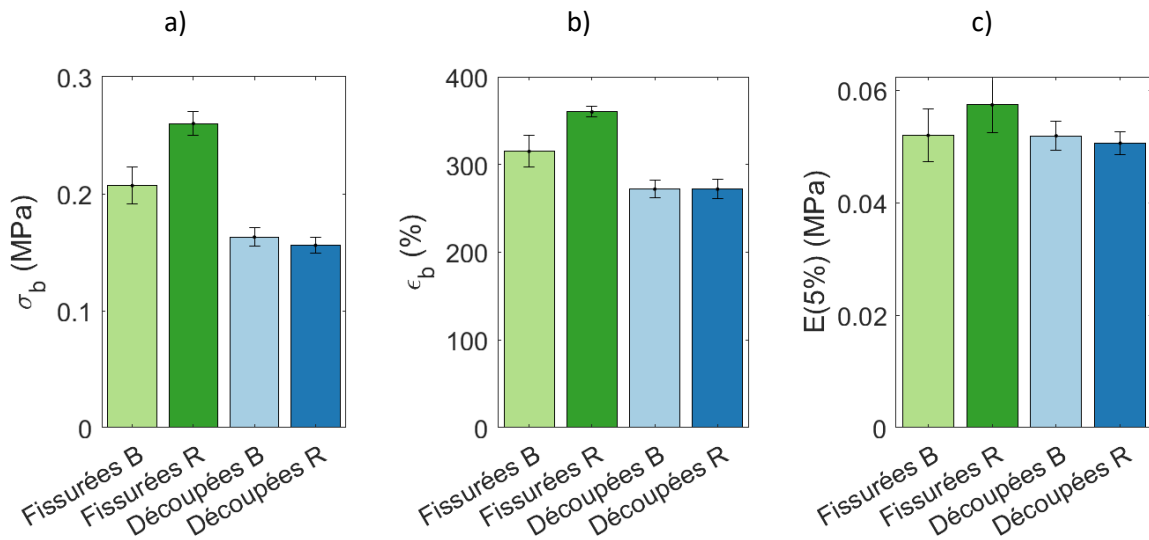 a)
σb (MPa)
0.3
0.2
0.1
0
Fissurées B
Fissurées R
Découpées B
Découpées R
b)
ϵb (%)
400
300
200
100
0
Fissurées B
Fissurées R
Découpées B
Découpées R
c)
E(5%) (MPa)
0.06
0.04
0.02
0
Fissurées B
Fissurées R
Découpées B
Découpées R